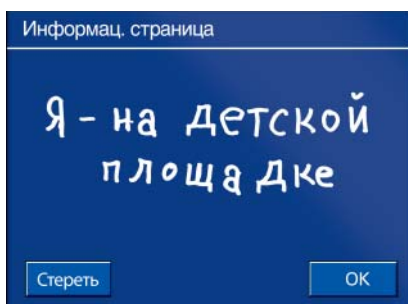 Информац. страница
Я - на детской
площадке
Стереть
OK